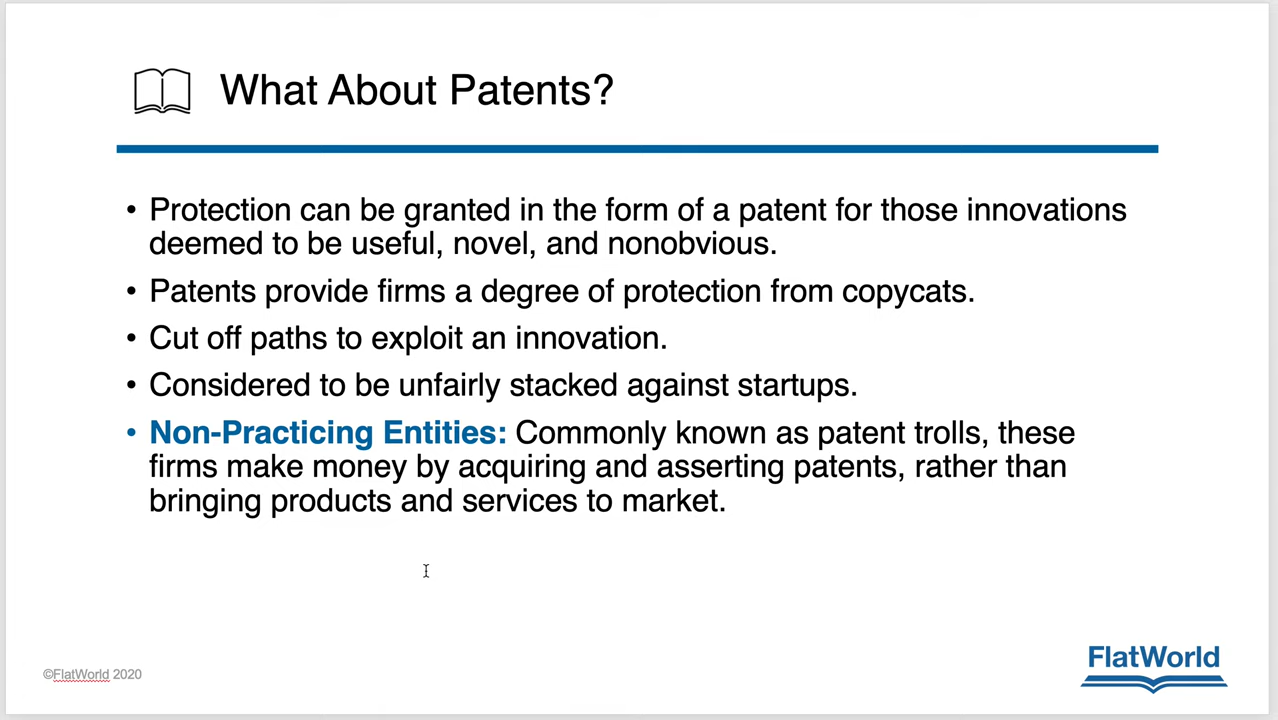 What About Patents?
• Protection can be granted in the form of a patent for those innovations
deemed to be useful, novel, and nonobvious.
• Patents provide firms a degree of protection from copycats.
• Cut off paths to exploit an innovation.
• Considered to be unfairly stacked against startups.
• Non-Practicing Entities: Commonly known as patent trolls, these
firms make money by acquiring and asserting patents, rather than
bringing products and services to market.
©FlatWorld 2020
FlatWorld